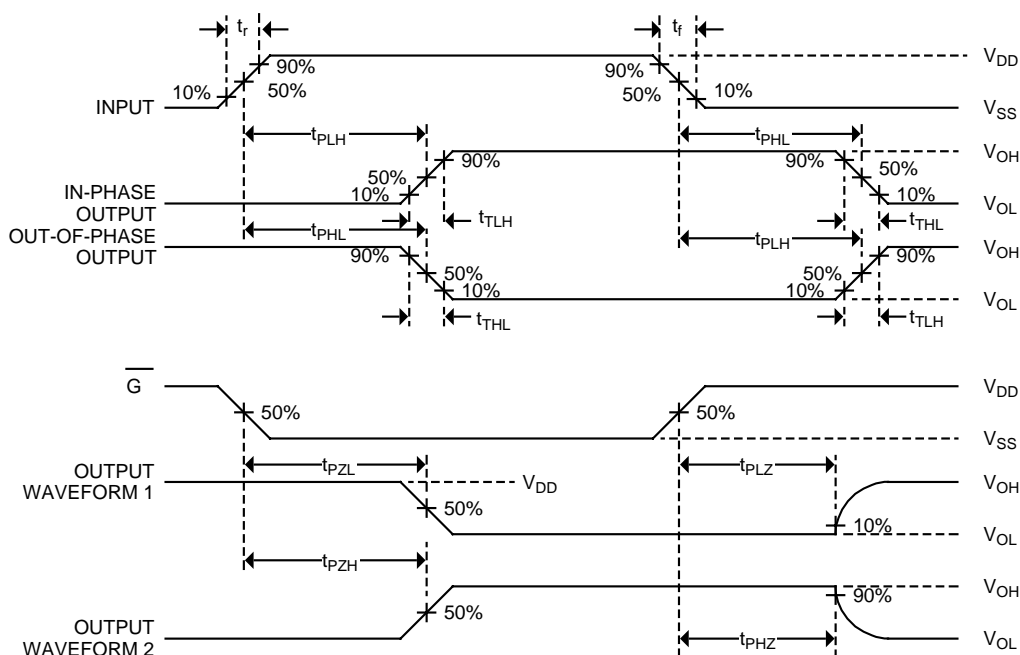 tr
tf
90%
90%
VDD
10%
50%
50%
10%
INPUT
VSS
tPLH
tPHL
90%
90%
VOH
50%
50%
IN-PHASE
OUTPUT
10%
10%
VOL
tTLH
tTHL
OUT-OF-PHASE
OUTPUT
tPHL
tPLH
VOH
90%
90%
50%
50%
10%
10%
VOL
tTHL
tTLH
G
VDD
50%
50%
VSS
OUTPUT
WAVEFORM 1
tPZL
tPLZ
VDD
VOH
50%
10%
VOL
tPZH
VOH
90%
50%
OUTPUT
WAVEFORM 2
tPHZ
VOL